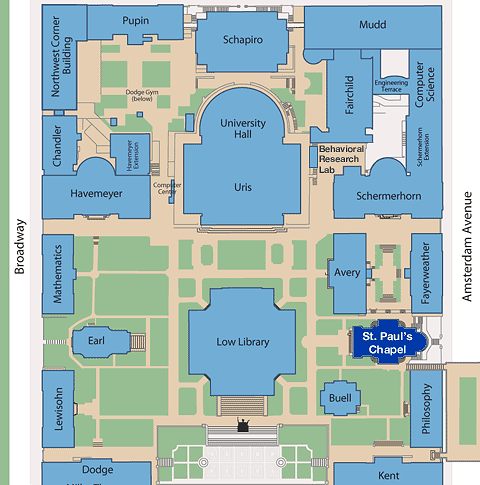 Northwest Corner
Building
Pupin
Schapiro
Mudd
Dodge Gym
(below)
Fairchild
Engineering
Terrace
Computer
Science
Chandler
Havemeyer
Extension
University
Hall
Behavioral
Research
Lab
Schermerhorn
Extension
Havemeyer
Computer
Center
Uris
Schermerhorn
Broadway
Amsterdam Avenue
Mathematics
Avery
Fayerweather
Earl
Low Library
St. Paul's
Chapel
Lewisohn
Buell
Philosophy
Dodge
Kent